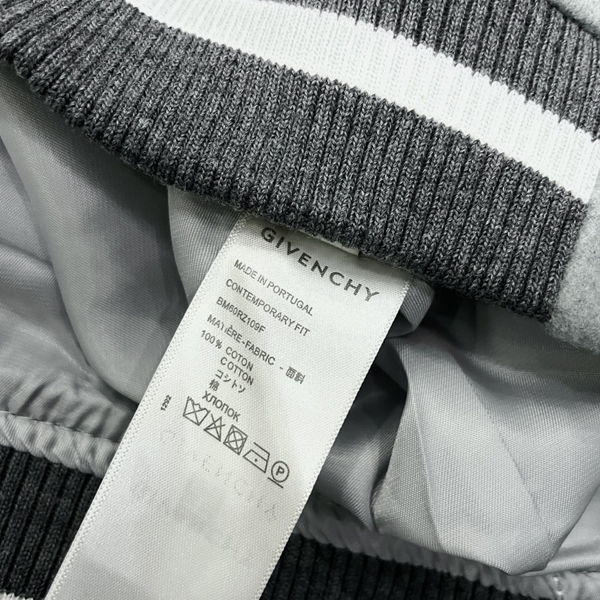 GIVENCHY
MADE IN PORTUGAL
CONTEMPORARY FIT
BM60RZ109F
MATIÈRE-FABRIC - 面料
100% COTON
COTTON
コットン
棉
ХЛОПОК
P
1792